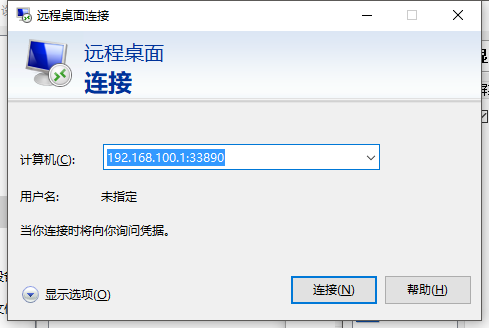 远程桌面连接
远程桌面
连接
计算机(C):
192.168.100.1:33890
用户名:
未指定
当你连接时将向你询问凭据。
显示选项(O)
连接(N)
帮助(H)